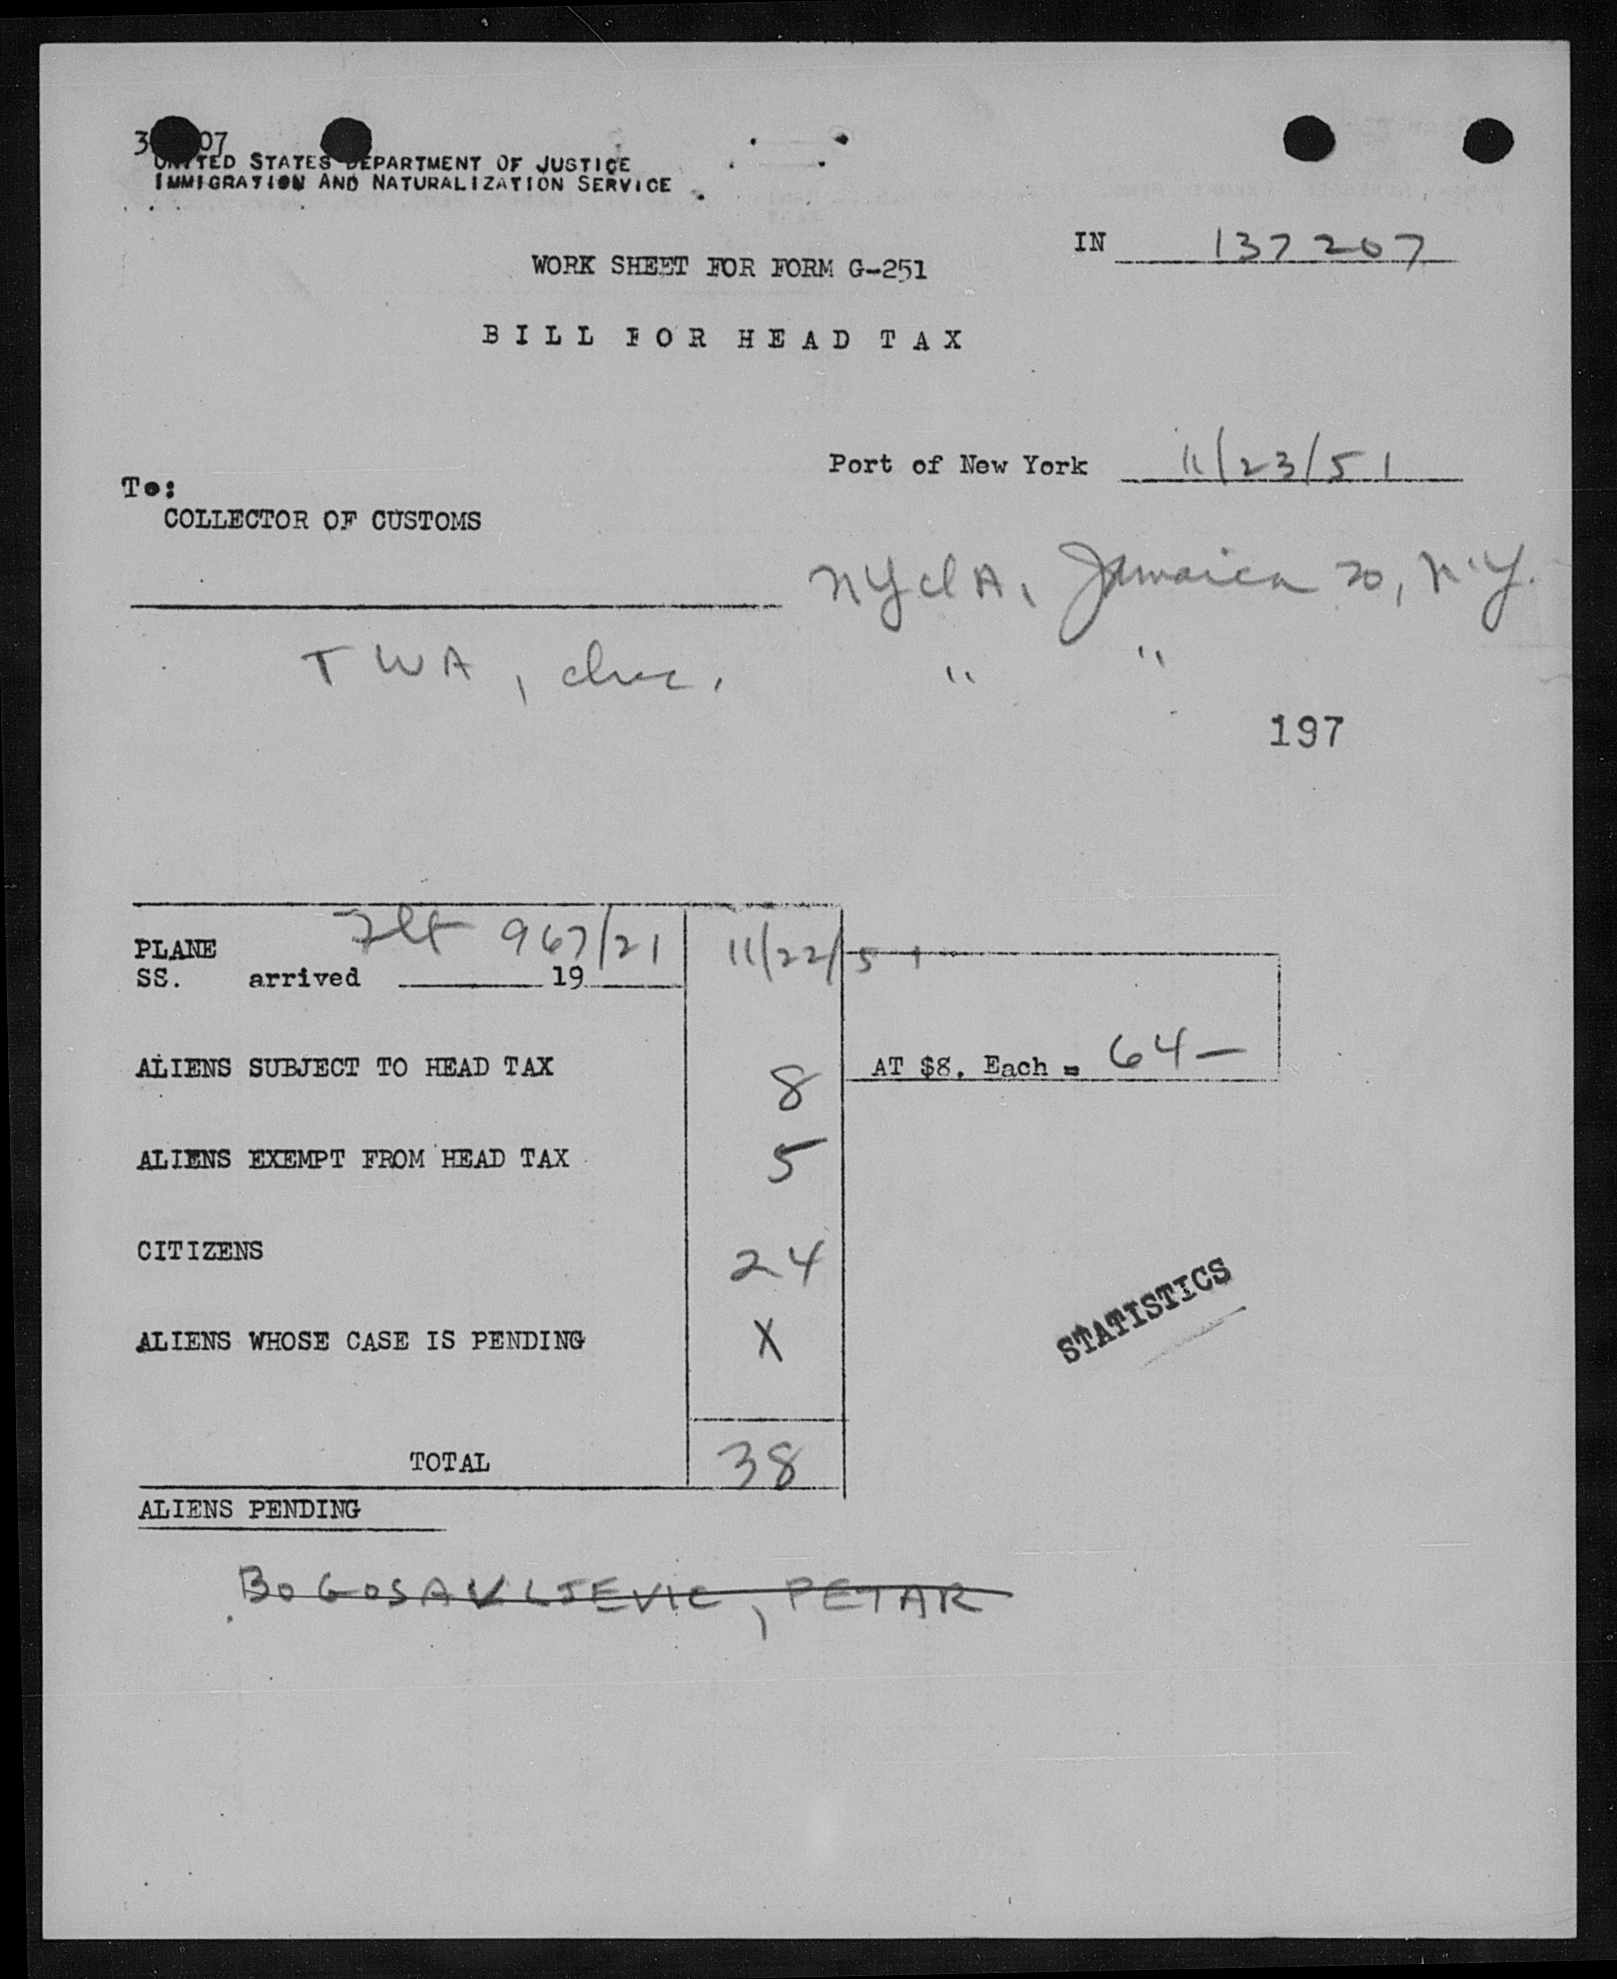 UNITED STATES DEPARTMENT OF JUSTICE
IMMIGRATION AND NATURALIZATION SERVICE
IN 137207
WORK SHEET FOR FORM G-251
BILL FOR HEAD TAX
Port of New York 11/23/51
To:
COLLECTOR OF CUSTOMS
NYCIA, Jamaica 20, N.Y.
TWA, Inc. " "
197
PLANE Flt 967/21 11/22/51
SS. arrived 19
ALIENS SUBJECT TO HEAD TAX 8 AT $8. Each = 64—
ALIENS EXEMPT FROM HEAD TAX 5
CITIZENS 24
ALIENS WHOSE CASE IS PENDING X
STATISTICS
TOTAL 38
ALIENS PENDING
BOGOSAVLJEVIC, PETAR